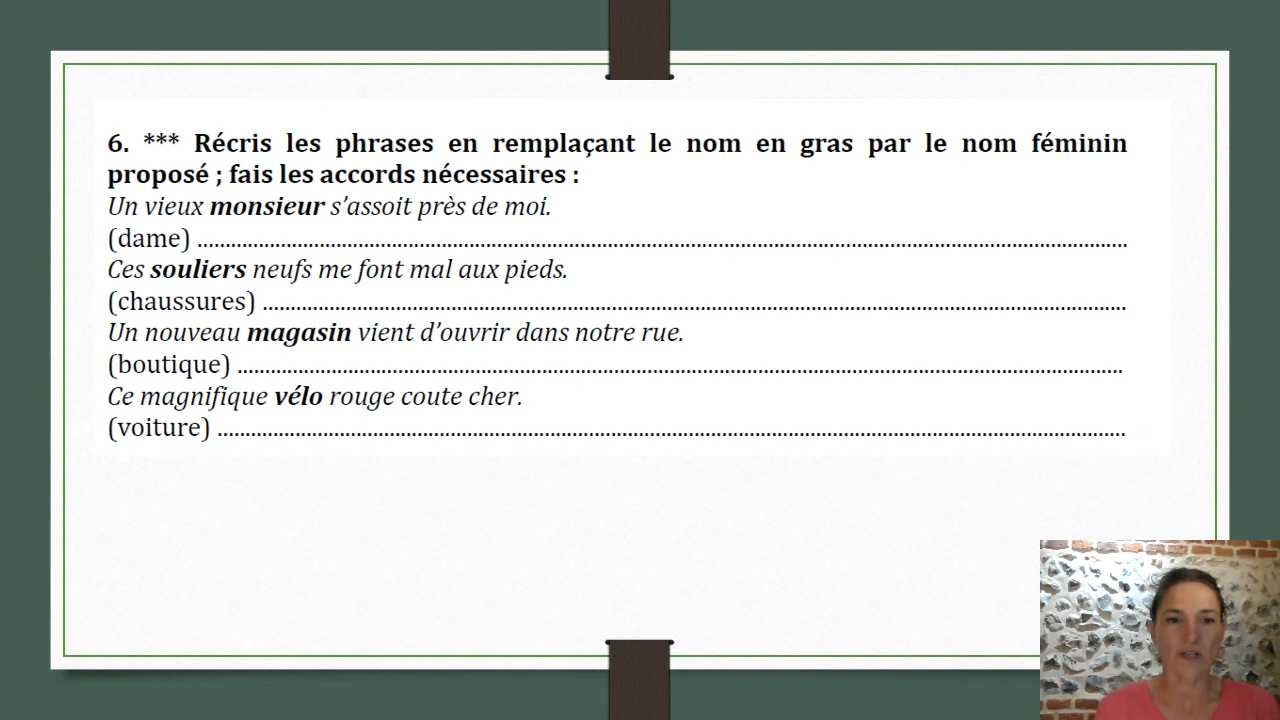 6. *** Récris les phrases en remplaçant le nom en gras par le nom féminin
proposé ; fais les accords nécessaires :
Un vieux monsieur s’assoit près de moi.
(dame) ..........................................................................................
Ces souliers neufs me font mal aux pieds.
(chaussures) ..........................................................................................
Un nouveau magasin vient d’ouvrir dans notre rue.
(boutique) ..........................................................................................
Ce magnifique vélo rouge coute cher.
(voiture) ..........................................................................................